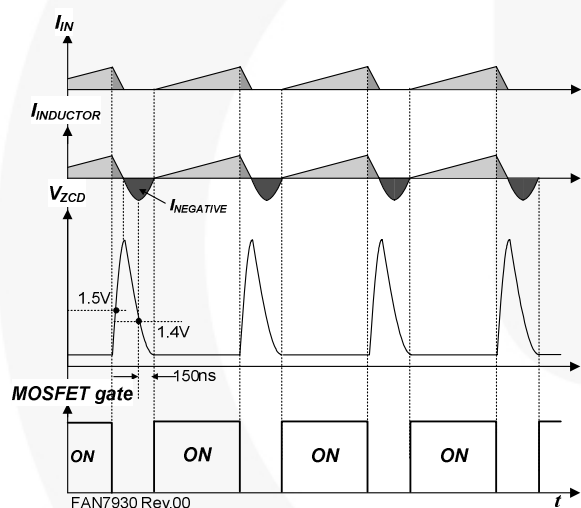 I_IN
I_INDUCTOR
V_ZCD
I_NEGATIVE
1.5V
1.4V
150ns
MOSFET gate
ON ON ON ON
FAN7930 Rev.00
t